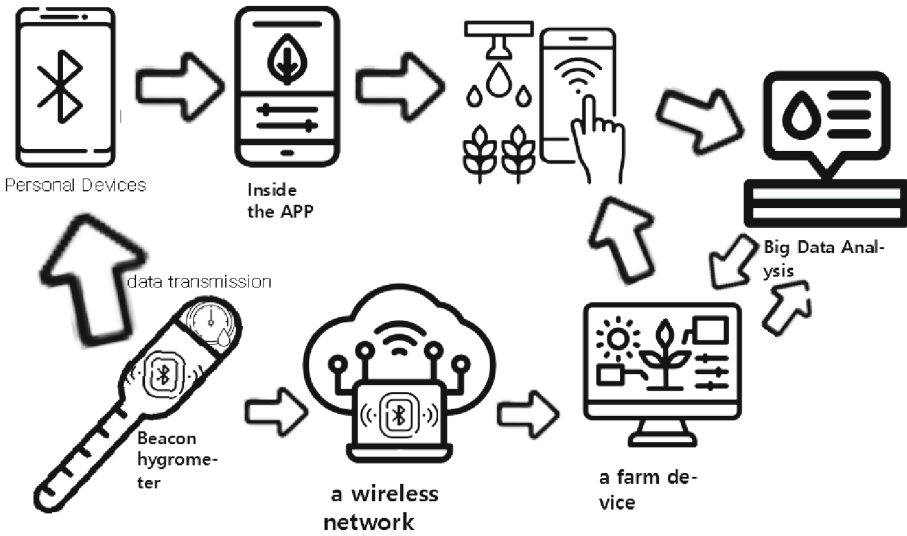 Personal Devices
Inside
the APP
Big Data Anal-
ysis
data transmission
Beacon
hygrome-
ter
a wireless
network
a farm de-
vice